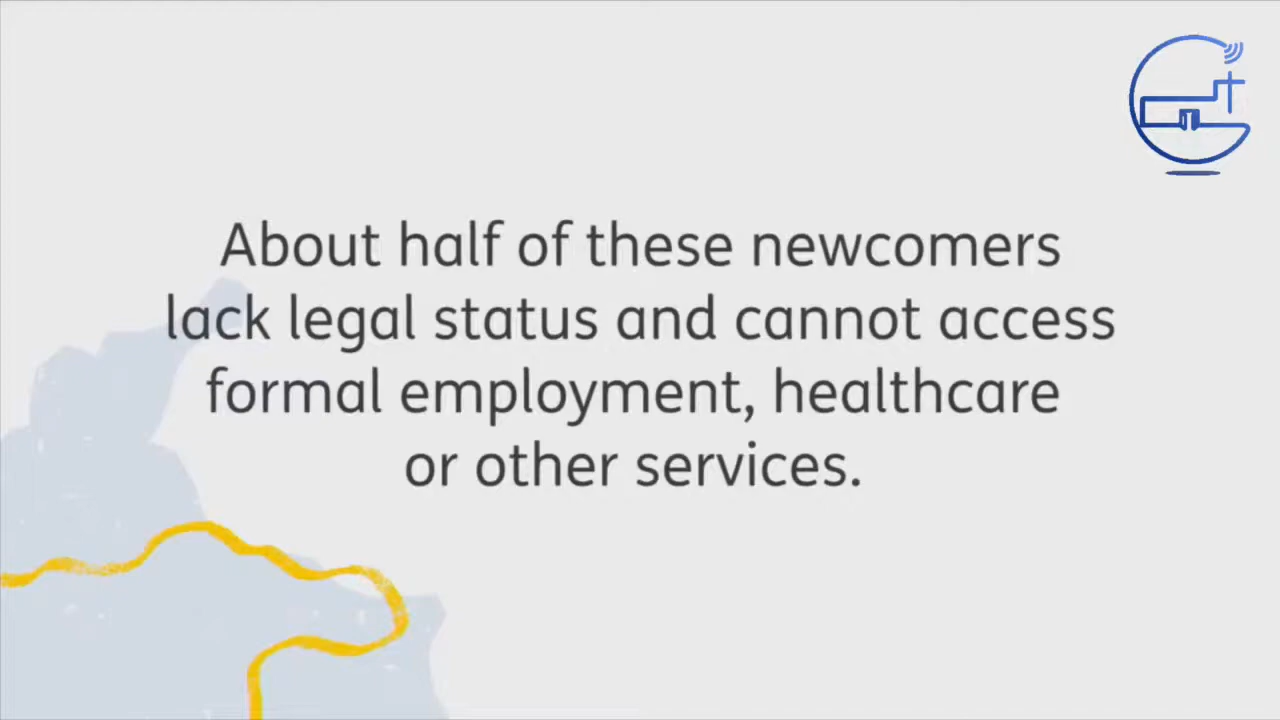 About half of these newcomers
lack legal status and cannot access
formal employment, healthcare
or other services.